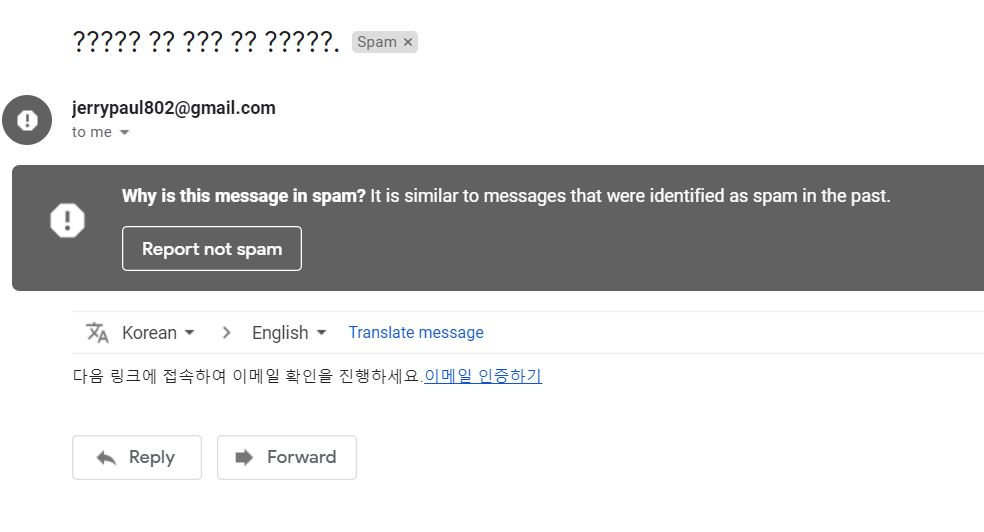 ????? ?? ??? ?? ?????. Spam ×
jerrypaul802@gmail.com
to me
Why is this message in spam? It is similar to messages that were identified as spam in the past.
Report not spam
Korean > English Translate message
다음 링크에 접속하여 이메일 확인을 진행하세요.이메일 인증하기
Reply Forward